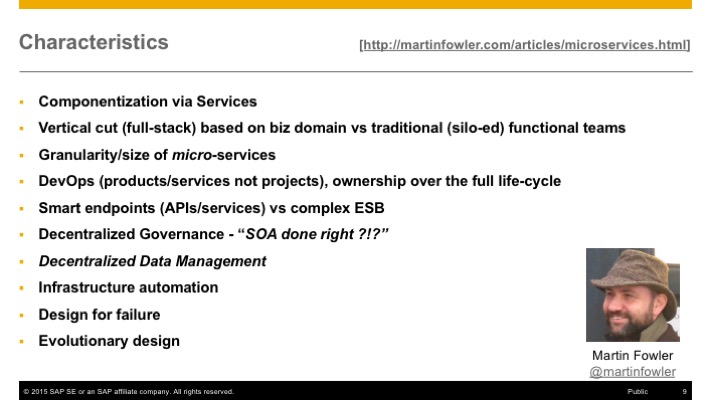 Characteristics
[http://martinfowler.com/articles/microservices.html]
▪ Componentization via Services
▪ Vertical cut (full-stack) based on biz domain vs traditional (silo-ed) functional teams
▪ Granularity/size of micro-services
▪ DevOps (products/services not projects), ownership over the full life-cycle
▪ Smart endpoints (APIs/services) vs complex ESB
▪ Decentralized Governance - “SOA done right ?!?”
▪ Decentralized Data Management
▪ Infrastructure automation
▪ Design for failure
▪ Evolutionary design
Martin Fowler
@martinfowler
© 2015 SAP SE or an SAP affiliate company. All rights reserved.
Public
9